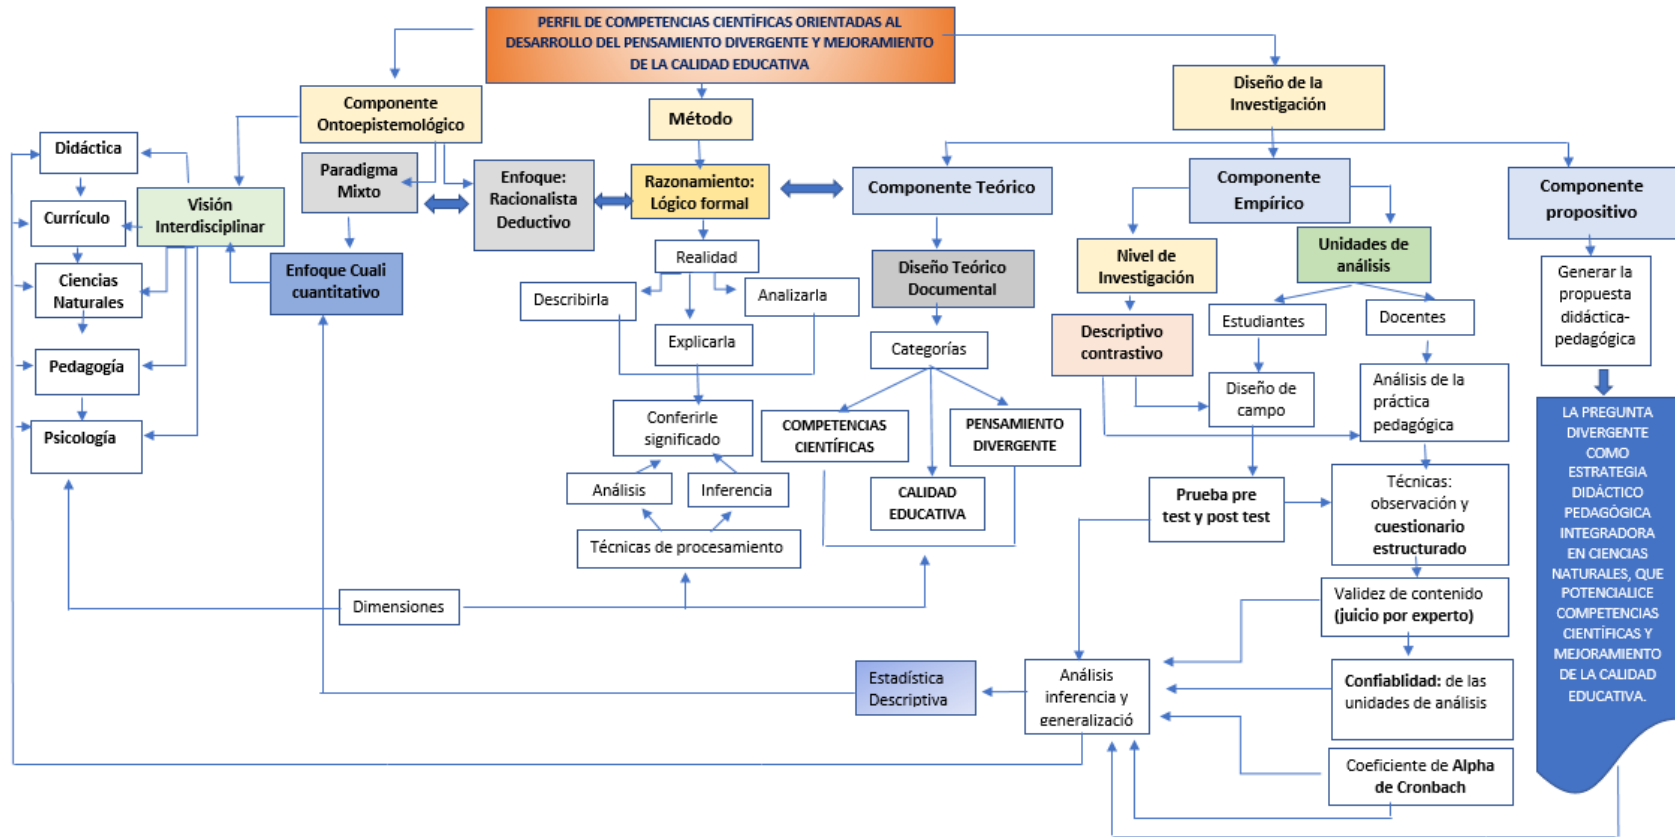 PERFIL DE COMPETENCIAS CIENTÍFICAS ORIENTADAS AL
DESARROLLO DEL PENSAMIENTO DIVERGENTE Y MEJORAMIENTO
DE LA CALIDAD EDUCATIVA
Componente
Ontoepistemológico
Método
Diseño de la
Investigación
Didáctica
Currículo
Ciencias
Naturales
Pedagogía
Psicología
Visión
Interdisciplinar
Paradigma
Mixto
Enfoque Cuali
cuantitativo
Enfoque:
Racionalista
Deductivo
Razonamiento:
Lógico formal
Realidad
Describirla
Analizarla
Explicarla
Conferirle
significado
Análisis
Inferencia
Técnicas de procesamiento
Dimensiones
Componente Teórico
Diseño Teórico
Documental
Categorías
COMPETENCIAS
CIENTÍFICAS
PENSAMIENTO
DIVERGENTE
CALIDAD
EDUCATIVA
Componente
Empírico
Nivel de
Investigación
Descriptivo
contrastivo
Unidades de
análisis
Estudiantes
Docentes
Diseño de
campo
Análisis de la
práctica
pedagógica
Prueba pre
test y post test
Técnicas:
observación y
cuestionario
estructurado
Validez de contenido
(juicio por experto)
Confiablidad: de las
unidades de análisis
Coeficiente de Alpha
de Cronbach
Análisis
inferencia y
generalizació
Estadística
Descriptiva
Componente
propositivo
Generar la
propuesta
didáctica-
pedagógica
LA PREGUNTA
DIVERGENTE
COMO
ESTRATEGIA
DIDÁCTICO
PEDAGÓGICA
INTEGRADORA
EN CIENCIAS
NATURALES, QUE
POTENCIALICE
COMPETENCIAS
CIENTÍFICAS Y
MEJORAMIENTO
DE LA CALIDAD
EDUCATIVA.